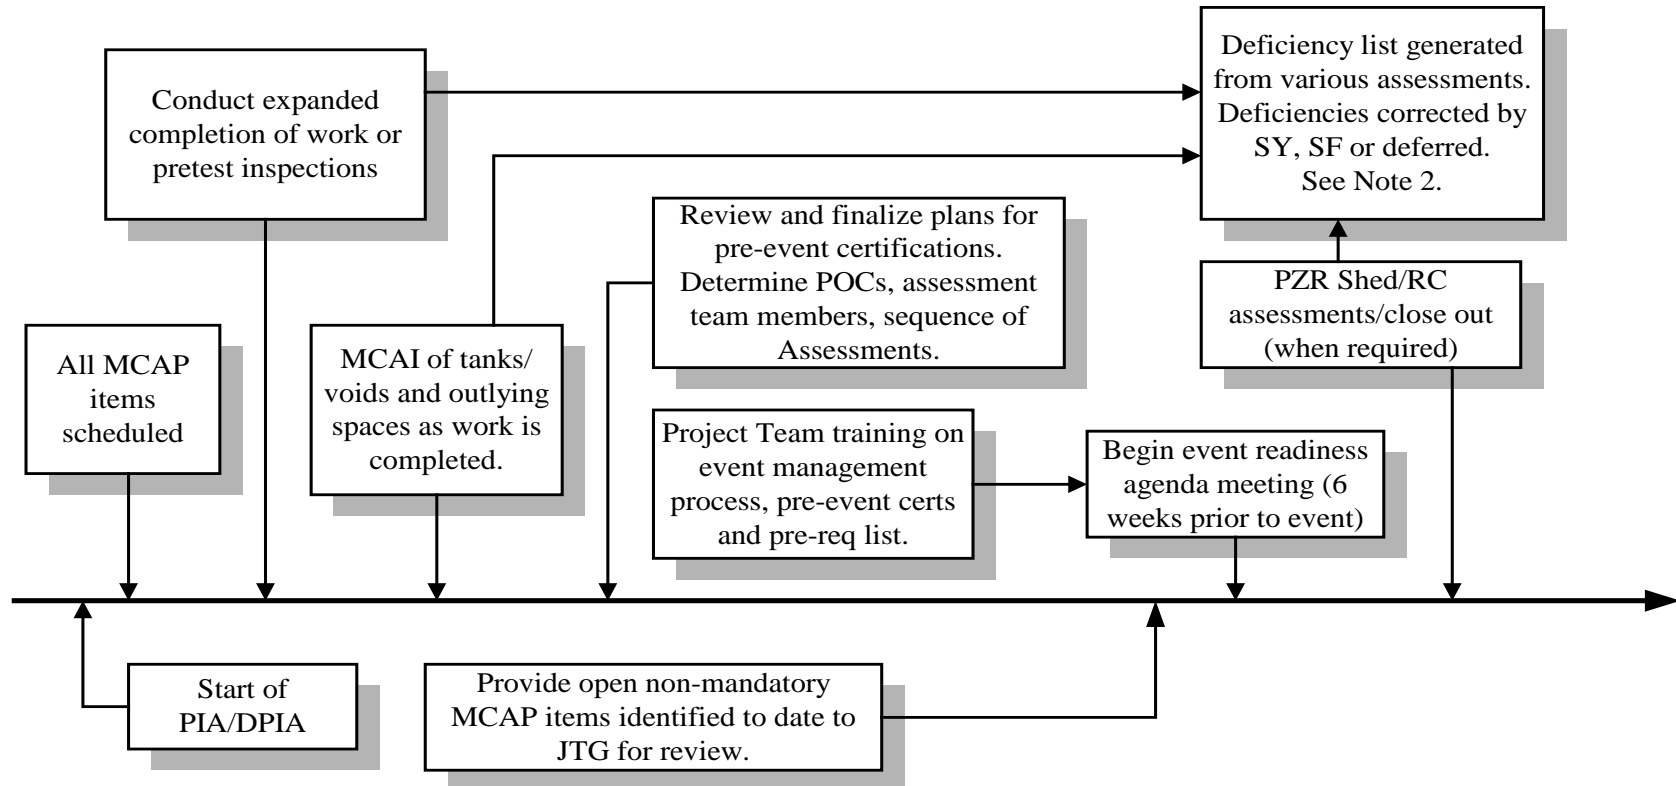 Conduct expanded
completion of work or
pretest inspections
Deficiency list generated
from various assessments.
Deficiencies corrected by
SY, SF or deferred.
See Note 2.
Review and finalize plans for
pre-event certifications.
Determine POCs, assessment
team members, sequence of
Assessments.
PZR Shed/RC
assessments/close out
(when required)
All MCAP
items
scheduled
MCAI of tanks/
voids and outlying
spaces as work is
completed.
Project Team training on
event management
process, pre-event certs
and pre-req list.
Begin event readiness
agenda meeting (6
weeks prior to event)
Start of
PIA/DPIA
Provide open non-mandatory
MCAP items identified to date to
JTG for review.